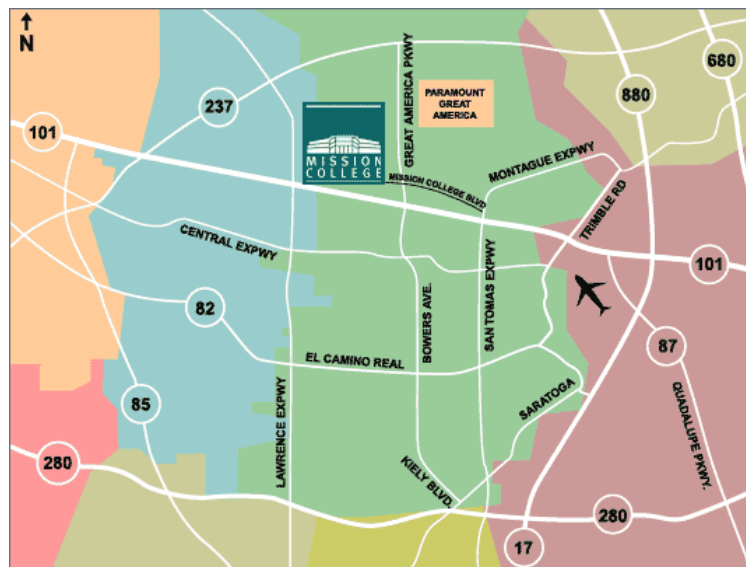 N
680
237
880
101
GREAT AMERICA PKWY
PARAMOUNT
GREAT
AMERICA
MISSION
COLLEGE
MONTAGUE EXPWY
MISSION COLLEGE BLVD
TRIMBLE RD
CENTRAL EXPWY
SAN TOMAS EXPWY
101
82
BOWERS AVE.
87
EL CAMINO REAL
SARATOGA
85
LAWRENCE EXPWY
QUADALUPE PKWY.
280
KIELY BLVD.
280
17